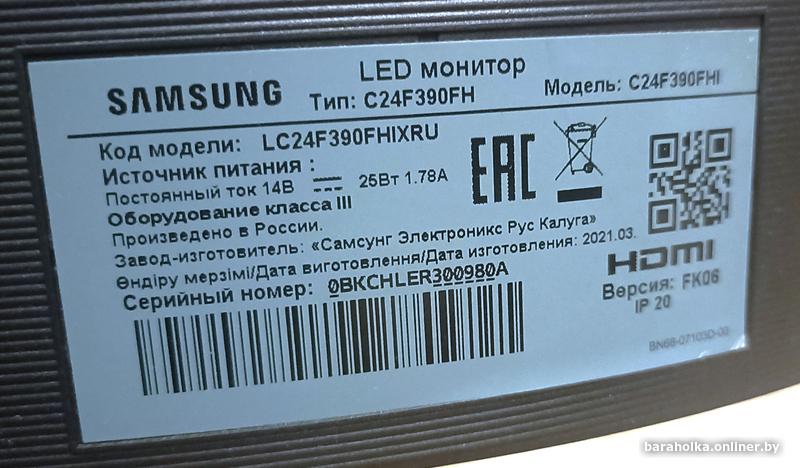 SAMSUNG
LED монитор
Тип: C24F390FH
Модель: C24F390FHI
Код модели: LC24F390FHIXRU
Источник питания :
Постоянный ток 14В 25Вт 1.78A
Оборудование класса III
Произведено в России.
Завод-изготовитель: «Самсунг Электроникс Рус Калуга»
Өндіру мерзімі/Дата виготовлення/Дата изготовления: 2021.03.
Серийный номер: 0BKCHLER300980A
EAC
HDMI
Версия: FK06
IP 20
BN68-07103D-00
baraholka.onliner.by